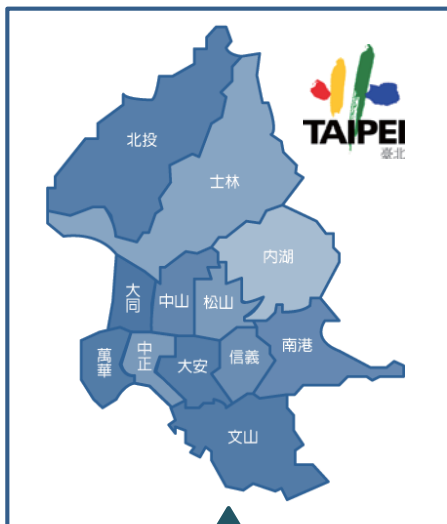 北投
TAIPEI
臺北
士林
內湖
大同
中山
松山
南港
萬華
中正
大安
信義
文山